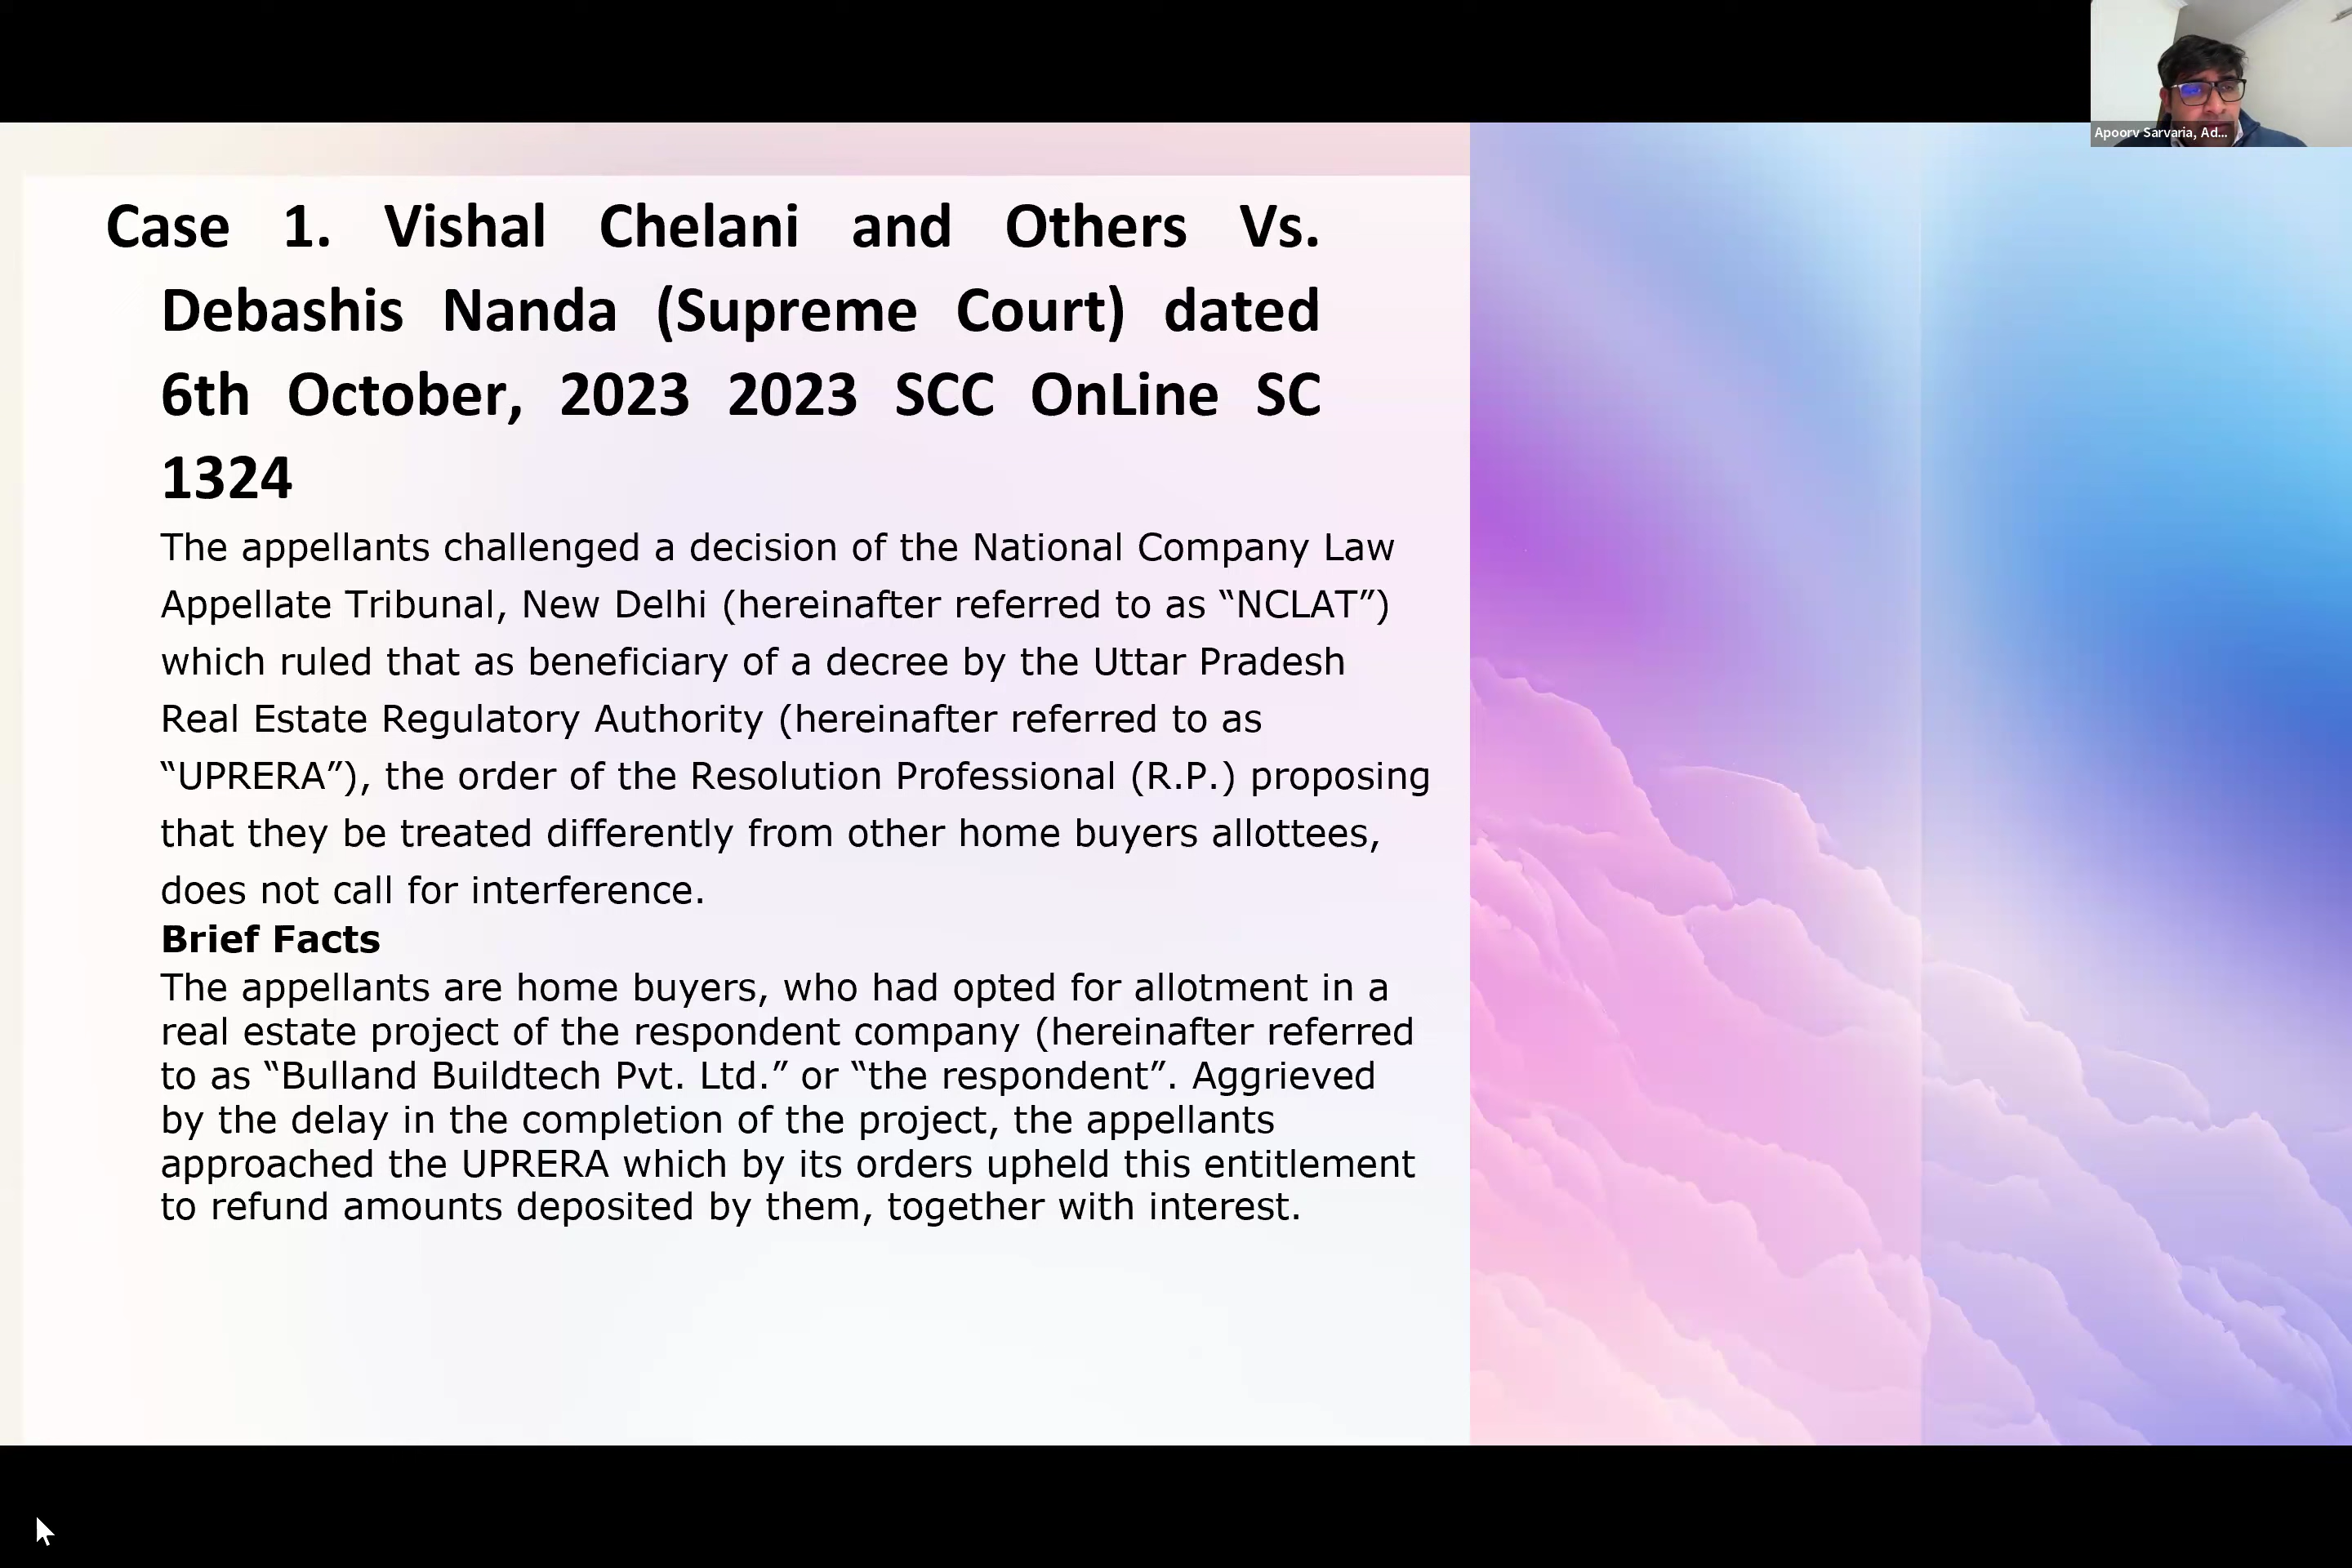 Apoorv Sarvaria, Ad...
Case 1. Vishal Chelani and Others Vs.
Debashis Nanda (Supreme Court) dated
6th October, 2023 2023 SCC OnLine SC
1324
The appellants challenged a decision of the National Company Law
Appellate Tribunal, New Delhi (hereinafter referred to as “NCLAT”)
which ruled that as beneficiary of a decree by the Uttar Pradesh
Real Estate Regulatory Authority (hereinafter referred to as
“UPRERA”), the order of the Resolution Professional (R.P.) proposing
that they be treated differently from other home buyers allottees,
does not call for interference.
Brief Facts
The appellants are home buyers, who had opted for allotment in a
real estate project of the respondent company (hereinafter referred
to as “Bulland Buildtech Pvt. Ltd.” or “the respondent”. Aggrieved
by the delay in the completion of the project, the appellants
approached the UPRERA which by its orders upheld this entitlement
to refund amounts deposited by them, together with interest.